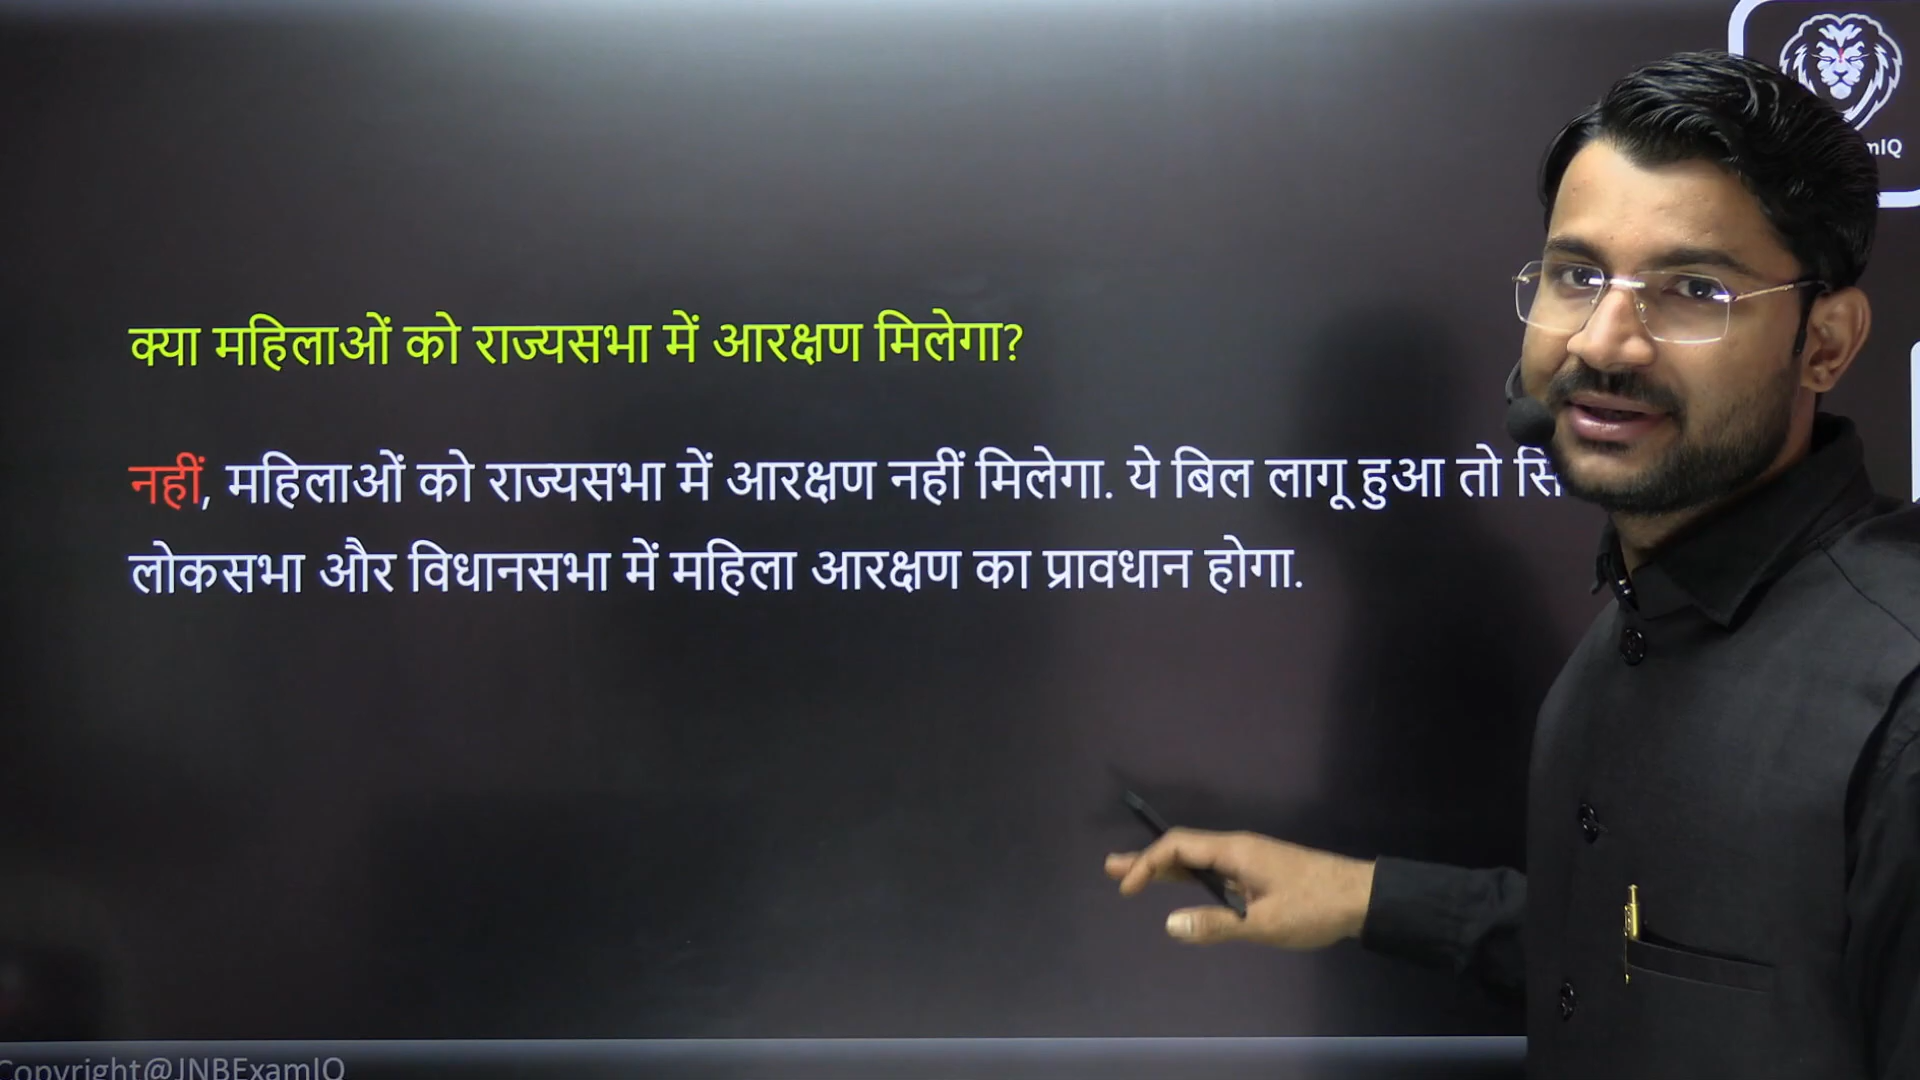 क्या महिलाओं को राज्यसभा में आरक्षण मिलेगा?
नहीं, महिलाओं को राज्यसभा में आरक्षण नहीं मिलेगा. ये बिल लागू हुआ तो
लोकसभा और विधानसभा में महिला आरक्षण का प्रावधान होगा.
Copyright@JNBExamIQ